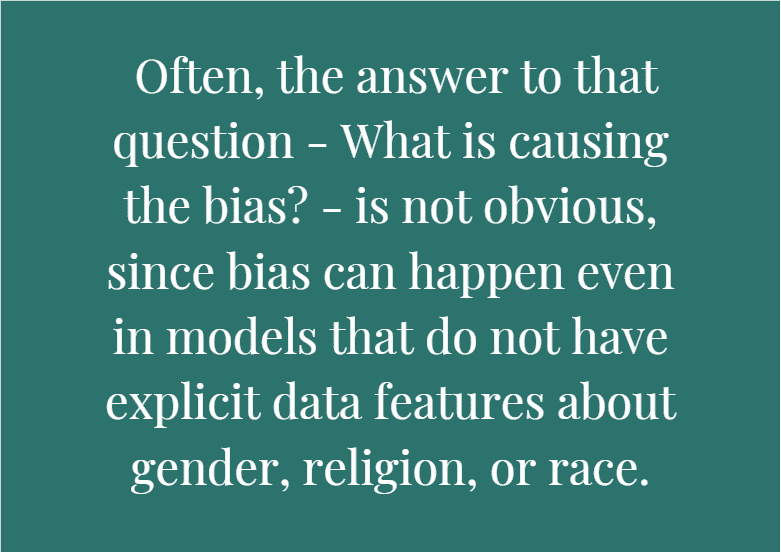 Often, the answer to that
question - What is causing
the bias? - is not obvious,
since bias can happen even
in models that do not have
explicit data features about
gender, religion, or race.